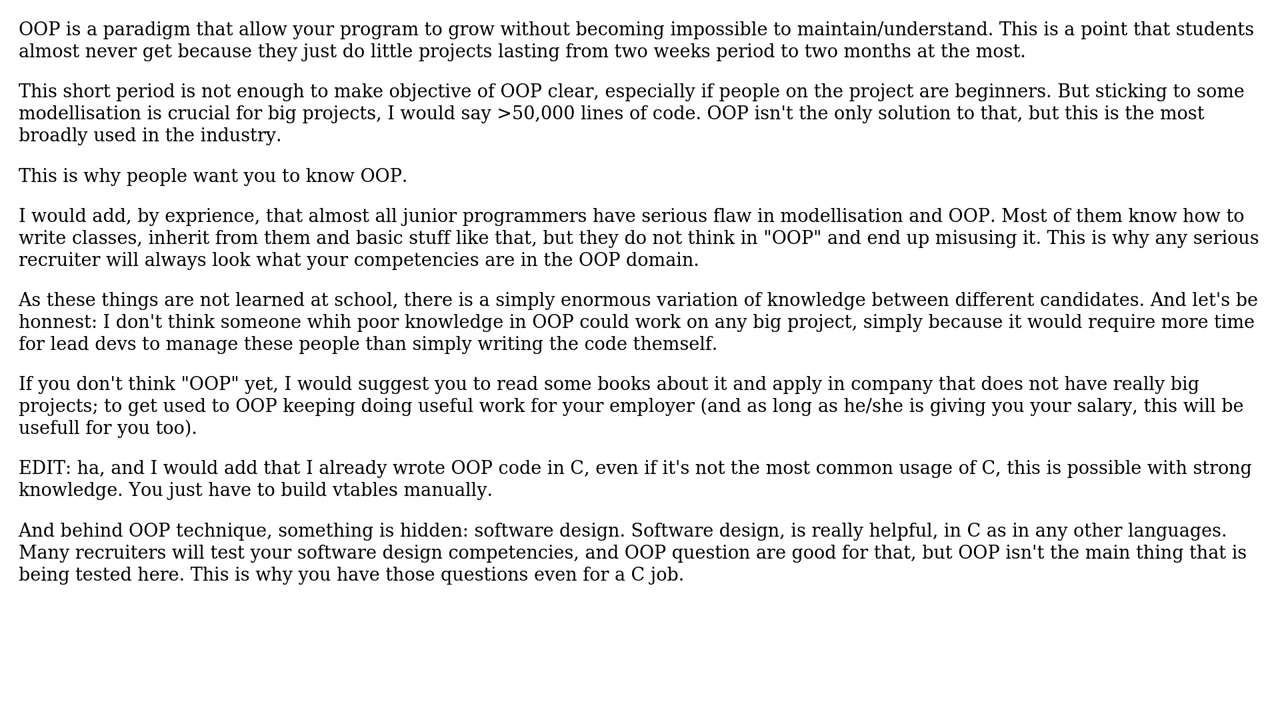 OOP is a paradigm that allow your program to grow without becoming impossible to maintain/understand. This is a point that students
almost never get because they just do little projects lasting from two weeks period to two months at the most.
This short period is not enough to make objective of OOP clear, especially if people on the project are beginners. But sticking to some
modellisation is crucial for big projects, I would say >50,000 lines of code. OOP isn't the only solution to that, but this is the most
broadly used in the industry.
This is why people want you to know OOP.
I would add, by exprience, that almost all junior programmers have serious flaw in modellisation and OOP. Most of them know how to
write classes, inherit from them and basic stuff like that, but they do not think in "OOP" and end up misusing it. This is why any serious
recruiter will always look what your competencies are in the OOP domain.
As these things are not learned at school, there is a simply enormous variation of knowledge between different candidates. And let's be
honnest: I don't think someone whih poor knowledge in OOP could work on any big project, simply because it would require more time
for lead devs to manage these people than simply writing the code themself.
If you don't think "OOP" yet, I would suggest you to read some books about it and apply in company that does not have really big
projects; to get used to OOP keeping doing useful work for your employer (and as long as he/she is giving you your salary, this will be
usefull for you too).
EDIT: ha, and I would add that I already wrote OOP code in C, even if it's not the most common usage of C, this is possible with strong
knowledge. You just have to build vtables manually.
And behind OOP technique, something is hidden: software design. Software design, is really helpful, in C as in any other languages.
Many recruiters will test your software design competencies, and OOP question are good for that, but OOP isn't the main thing that is
being tested here. This is why you have those questions even for a C job.